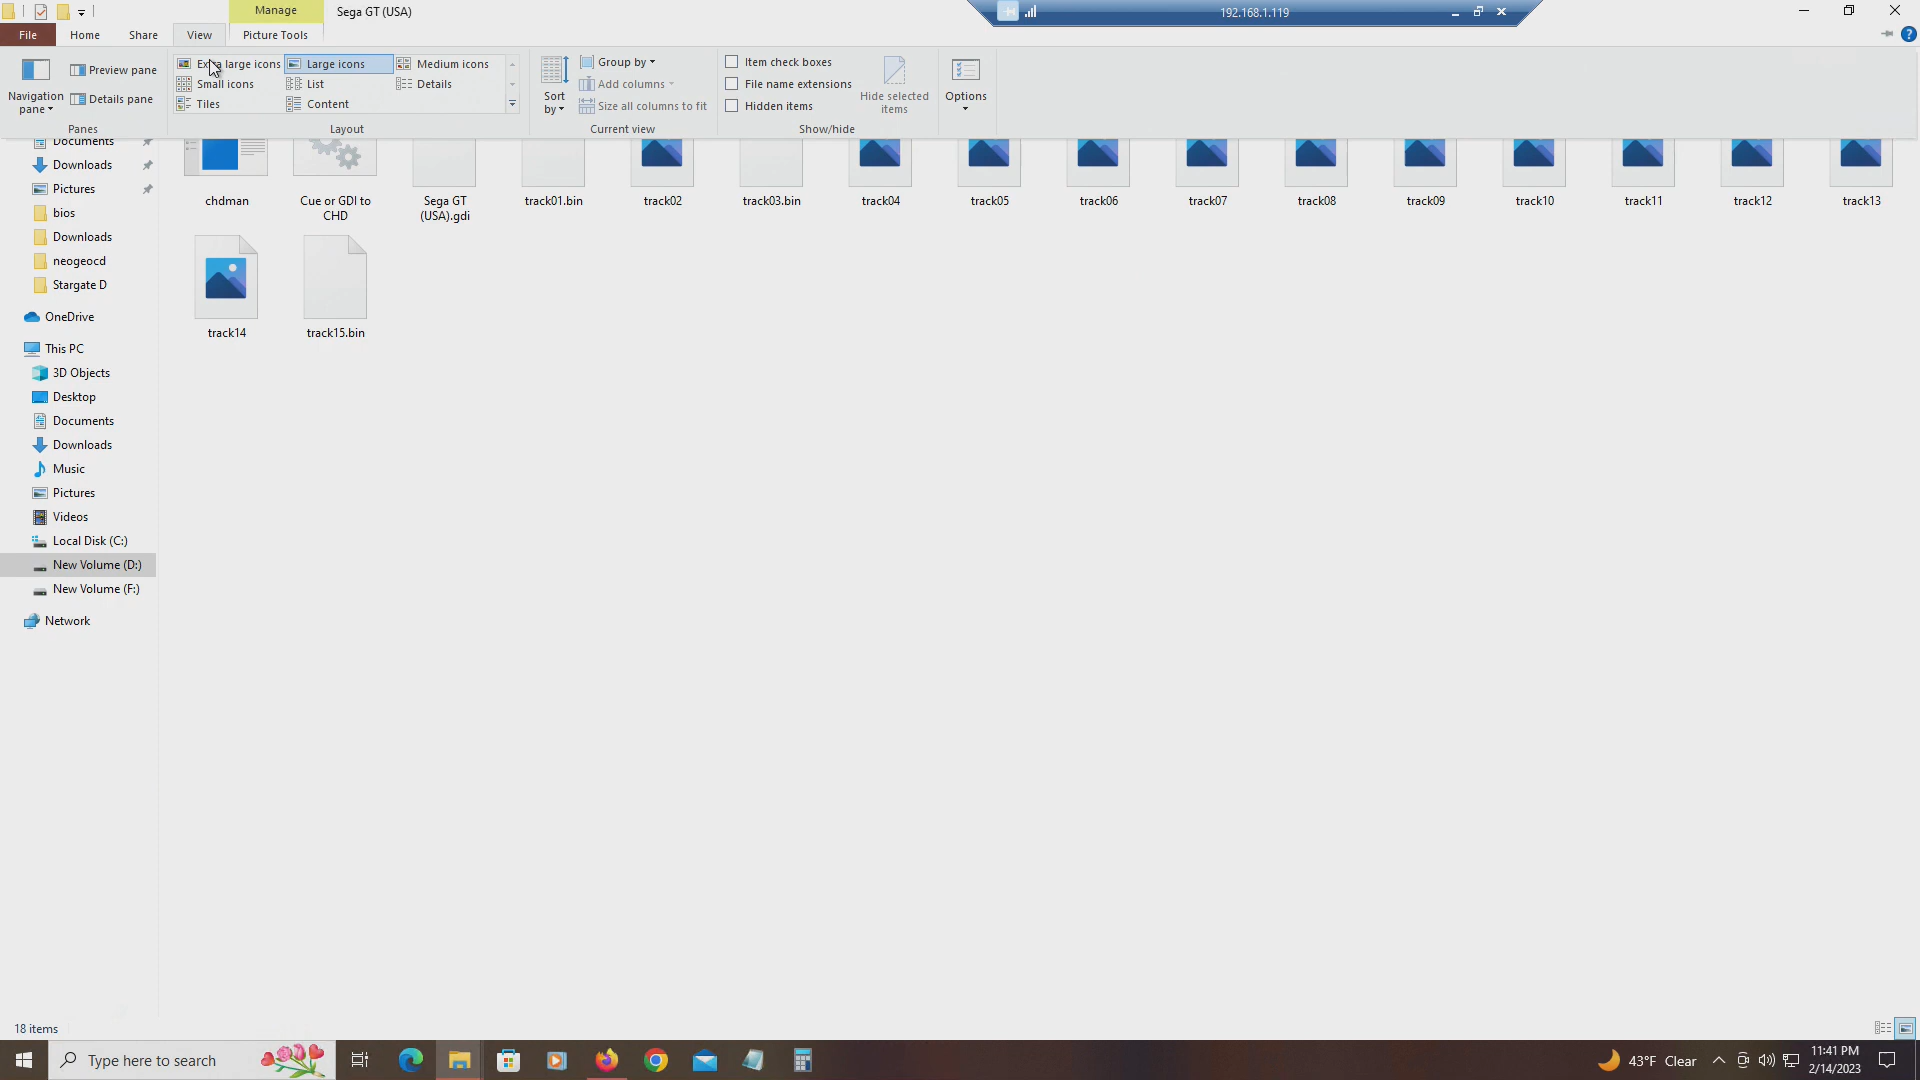 Manage
Sega GT (USA)
192.168.1.119
File
Home
Share
View
Picture Tools
Navigation pane
Preview pane
Details pane
Panes
Extra large icons
Large icons
Medium icons
Small icons
List
Details
Tiles
Content
Layout
Sort by
Group by
Add columns
Size all columns to fit
Current view
Item check boxes
File name extensions
Hidden items
Hide selected items
Show/hide
Options
Documents
Downloads
Pictures
bios
Downloads
neogeocd
Stargate D
OneDrive
This PC
3D Objects
Desktop
Documents
Downloads
Music
Pictures
Videos
Local Disk (C:)
New Volume (D:)
New Volume (F:)
Network
chdman
Cue or GDI to
CHD
Sega GT
(USA).gdi
track01.bin
track02
track03.bin
track04
track05
track06
track07
track08
track09
track10
track11
track12
track13
track14
track15.bin
18 items
Type here to search
43°F Clear
11:41 PM
2/14/2023